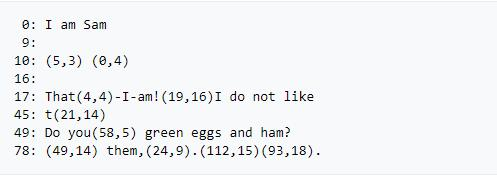 0: I am Sam
9:
10: (5,3) (0,4)
16:
17: That(4,4)-I-am!(19,16)I do not like
45: t(21,14)
49: Do you(58,5) green eggs and ham?
78: (49,14) them,(24,9).(112,15)(93,18).